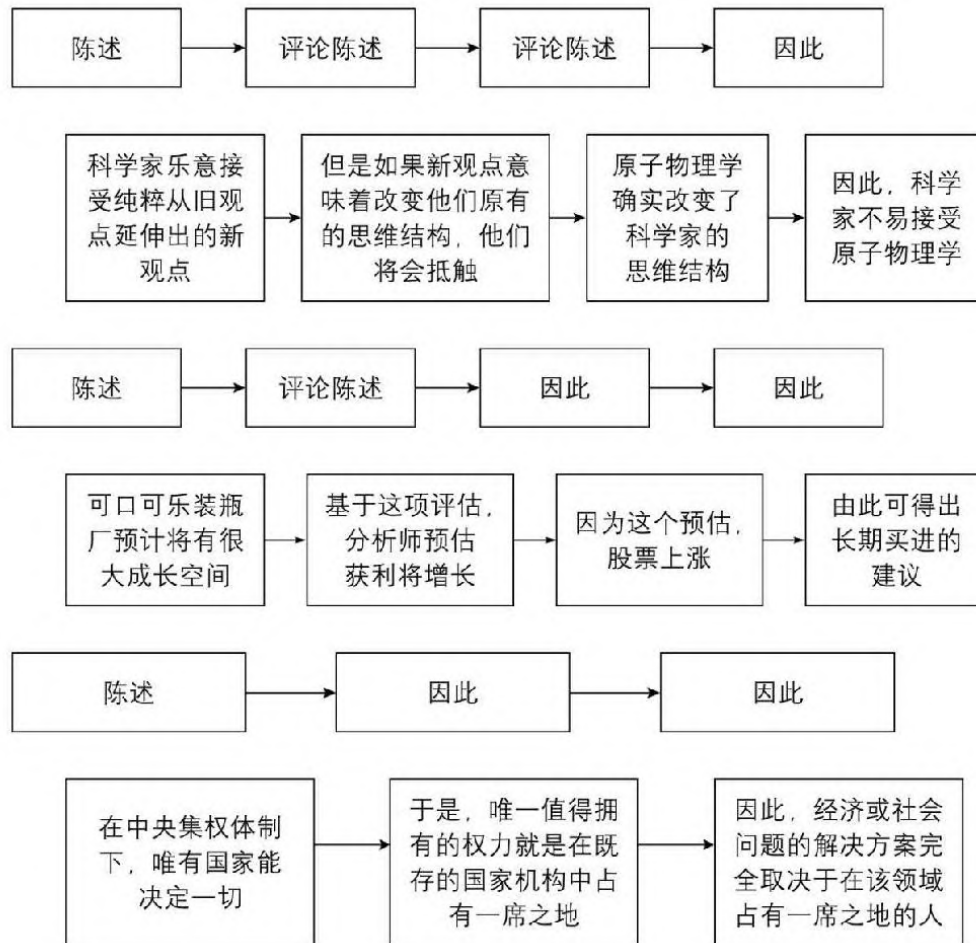 陈述
评论陈述
评论陈述
因此
科学家乐意接
受纯粹从旧观
点延伸出的新
观点
但是如果新观点意
味着改变他们原有
的思维结构，他们
将会抵触
原子物理学
确实改变了
科学家的
思维结构
因此，科学
家不易接受
原子物理学
陈述
评论陈述
因此
因此
可口可乐装瓶
厂预计将有很
大成长空间
基于这项评估，
分析师预估
获利将增长
因为这个预估，
股票上涨
由此可得出
长期买进的
建议
陈述
因此
因此
在中央集权体制
下，唯有国家能
决定一切
于是，唯一值得拥
有的权力就是在既
存的国家机构中占
有一席之地
因此，经济或社会
问题的解决方案完
全取决于在该领域
占有一席之地的人